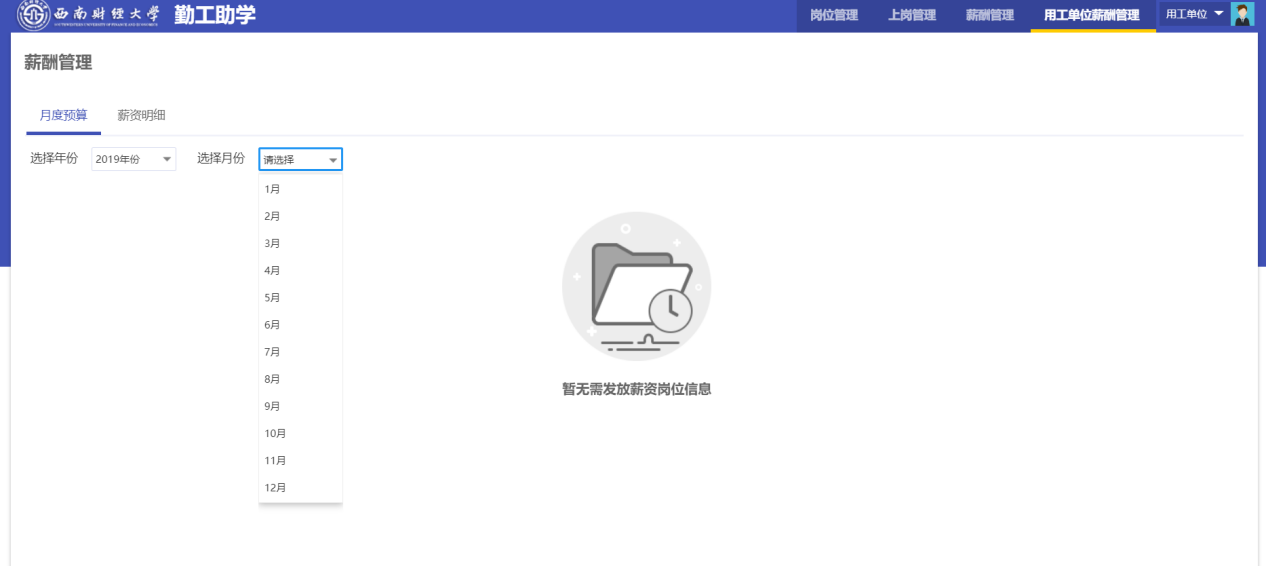 西南财经大学 勤工助学 岗位管理 上岗管理 薪酬管理 用工单位薪酬管理 用工单位
薪酬管理
月度预算 薪资明细
选择年份 2019年份 选择月份 请选择
1月
2月
3月
4月
5月
6月
7月
8月
9月
10月
11月
12月
暂无需发放薪资岗位信息